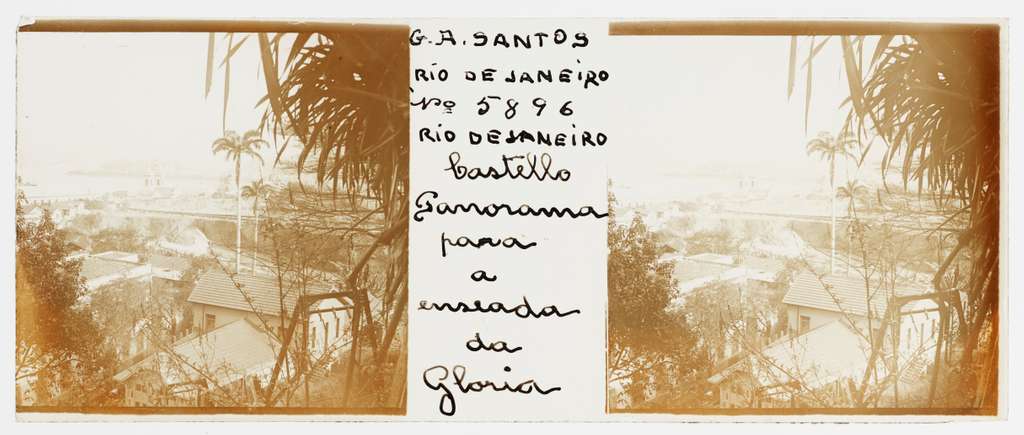 G. A. SANTOS
RIO DE JANEIRO
Nº 5896
RIO DE JANEIRO
Castello
Panorama
para
a
enseada
da
Gloria